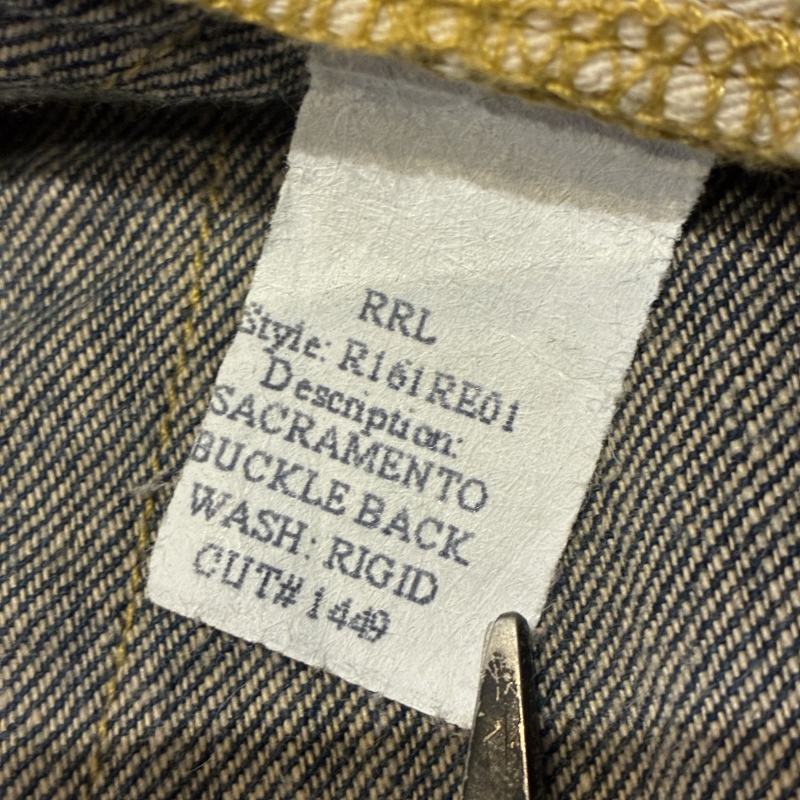 RRL
Style: R161RE01
Description:
SACRAMENTO
BUCKLE BACK
WASH: RIGID
CUT# 1449